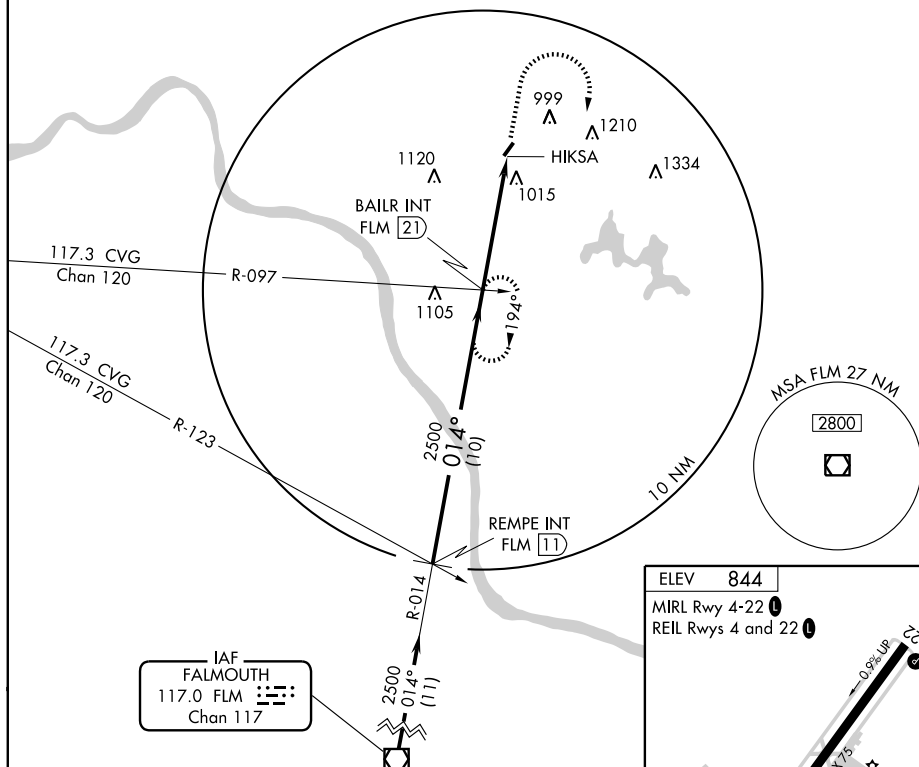 999
1210
HIKSA
1120
1334
1015
BAILR INT
FLM 21
117.3 CVG
Chan 120
R-097
1105
194°
117.3 CVG
Chan 120
R-123
MSA FLM 27 NM
2800
2500
014°
(10)
10 NM
REMPE INT
FLM 11
R-014
ELEV 844
MIRL Rwy 4-22 L
REIL Rwys 4 and 22 L
22
0.9% UP
X 75
IAF
FALMOUTH
117.0 FLM
Chan 117
2500
014°
(11)